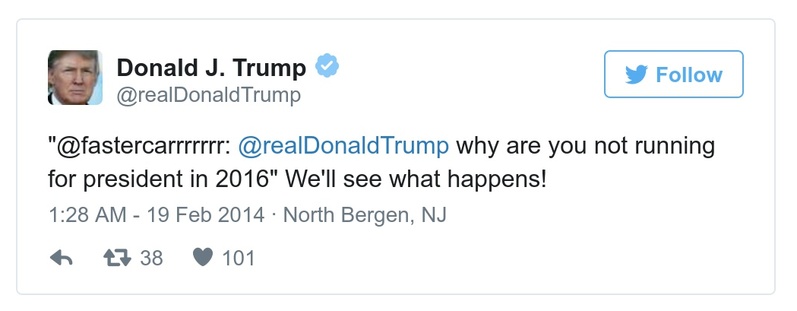 Donald J. Trump
Follow
@realDonaldTrump
"@fastercarrrrrrr: @realDonaldTrump why are you not running
for president in 2016" We'll see what happens!
1:28 AM - 19 Feb 2014 · North Bergen, NJ
38 101